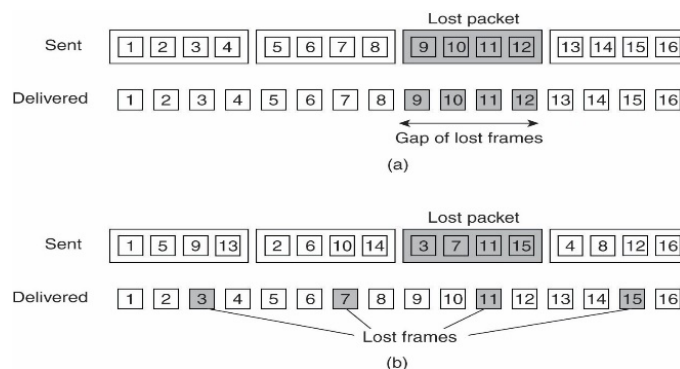 Lost packet
Sent 1 2 3 4 5 6 7 8 9 10 11 12 13 14 15 16
Delivered 1 2 3 4 5 6 7 8 9 10 11 12 13 14 15 16
Gap of lost frames
(a)
Lost packet
Sent 1 5 9 13 2 6 10 14 3 7 11 15 4 8 12 16
Delivered 1 2 3 4 5 6 7 8 9 10 11 12 13 14 15 16
Lost frames
(b)